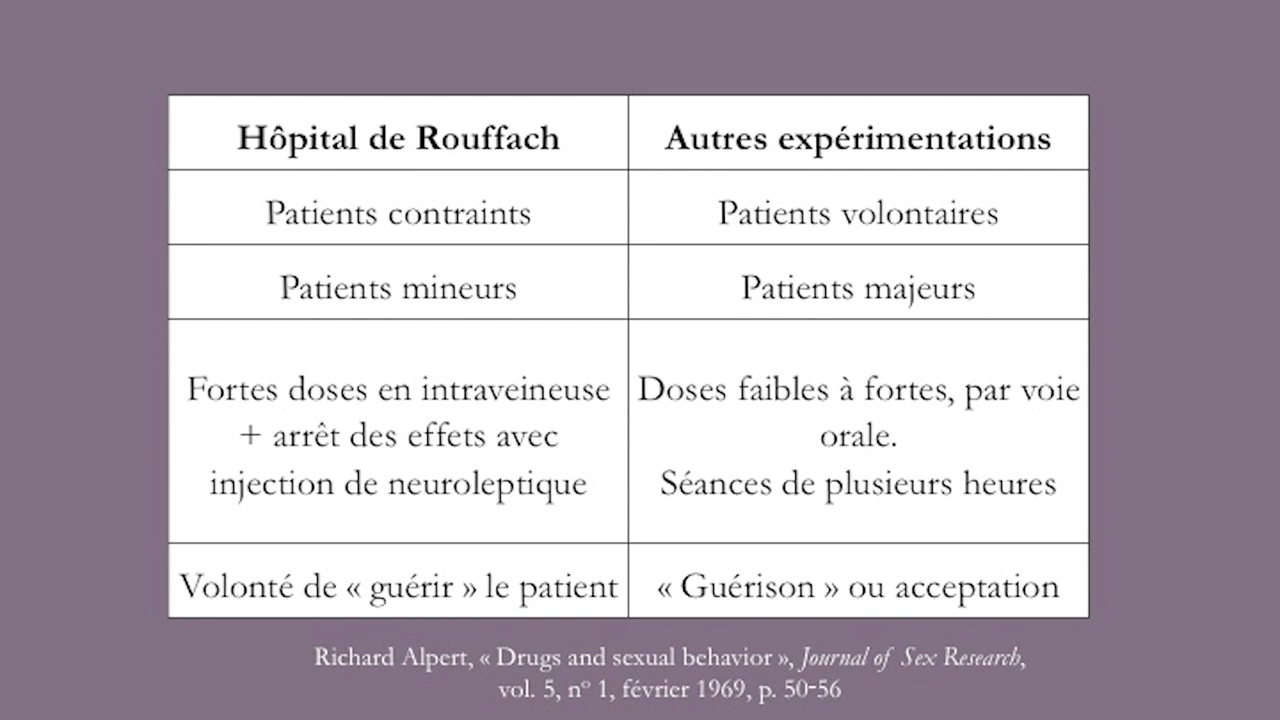 Hôpital de Rouffach
Autres expérimentations
Patients contraints
Patients volontaires
Patients mineurs
Patients majeurs
Fortes doses en intraveineuse
+ arrêt des effets avec
injection de neuroleptique
Doses faibles à fortes, par voie
orale.
Séances de plusieurs heures
Volonté de « guérir » le patient
« Guérison » ou acceptation
Richard Alpert, « Drugs and sexual behavior », Journal of Sex Research,
vol. 5, nº 1, février 1969, p. 50-56